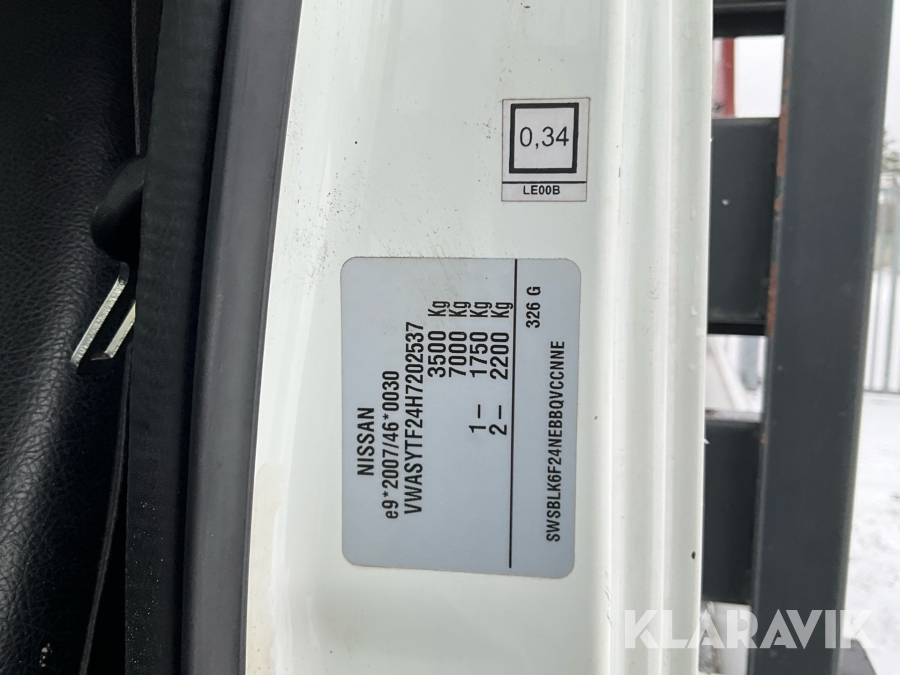 0,34
LE00B
NISSAN
e9*2007/46*0030
VWASYTF24H7202537
3500 Kg
7000 Kg
1 – 1750 Kg
2 – 2200 Kg
326 G
SWSBLK6F24NEBBQVCCNNE
KLARAVIK